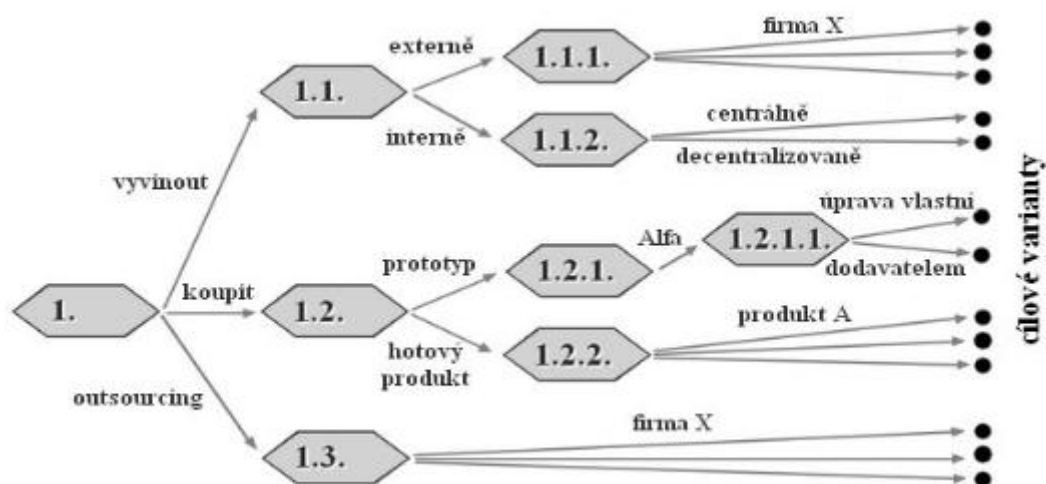 firma X
externě
1.1.1.
1.1.
interně
1.1.2.
centrálně
decentralizovaně
vyvinout
úprava vlastní
Alfa
1.2.1.1.
prototyp
1.2.1.
dodavatelem
koupit
1.
1.2.
produkt A
hotový
produkt
1.2.2.
outsourcing
firma X
1.3.
cílové varianty